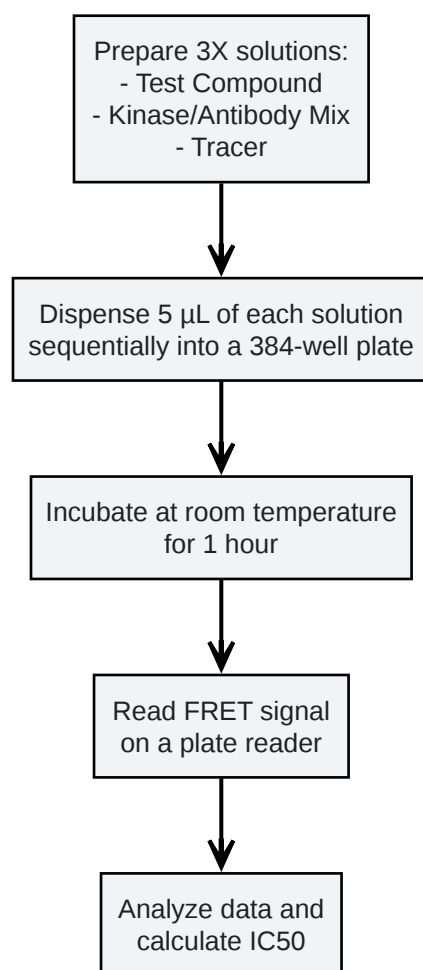 Prepare 3X solutions:
- Test Compound
- Kinase/Antibody Mix
- Tracer
Dispense 5 µL of each solution
sequentially into a 384-well plate
Incubate at room temperature
for 1 hour
Read FRET signal
on a plate reader
Analyze data and
calculate IC50